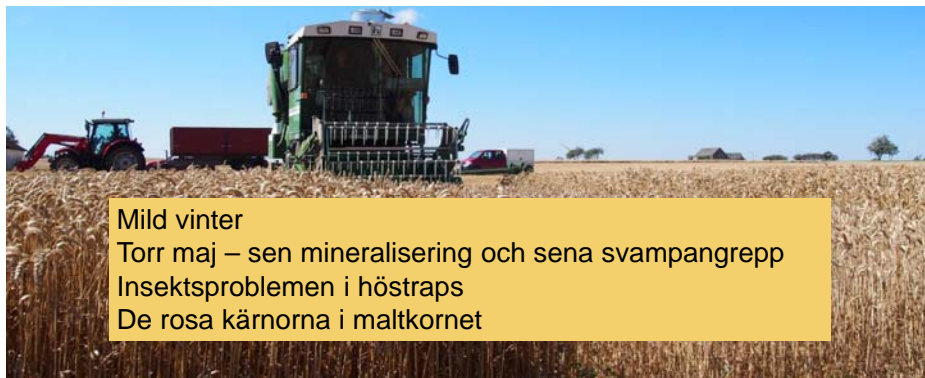 Mild vinter
Torr maj – sen mineralisering och sena svampangrepp
Insektsproblemen i höstraps
De rosa kärnorna i maltkornet